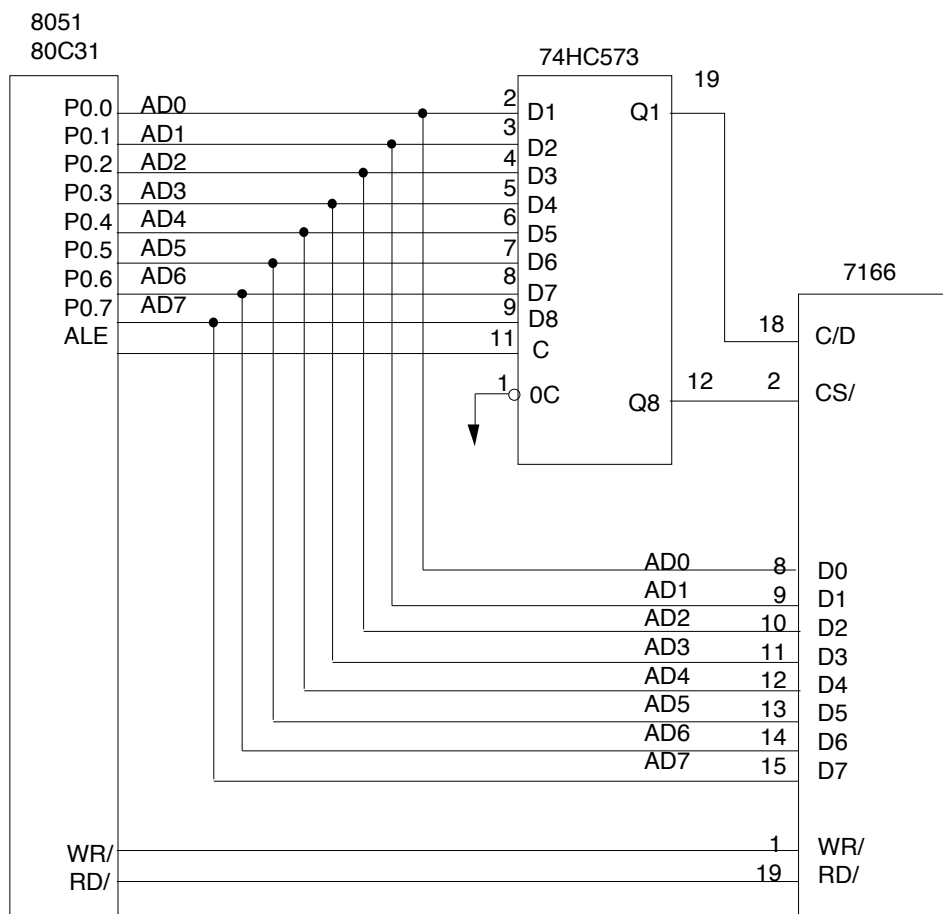 8051
80C31
74HC573
19
P0.0 AD0 2 D1 Q1
P0.1 AD1 3 D2
P0.2 AD2 4 D3
P0.3 AD3 5 D4
P0.4 AD4 6 D5
P0.5 AD5 7 D6
P0.6 AD6 8 D7
P0.7 AD7 9 D8
ALE 11 C
1 0C Q8 12
7166
18 C/D
2 CS/
AD0 8 D0
AD1 9 D1
AD2 10 D2
AD3 11 D3
AD4 12 D4
AD5 13 D5
AD6 14 D6
AD7 15 D7
WR/ 1 WR/
RD/ 19 RD/